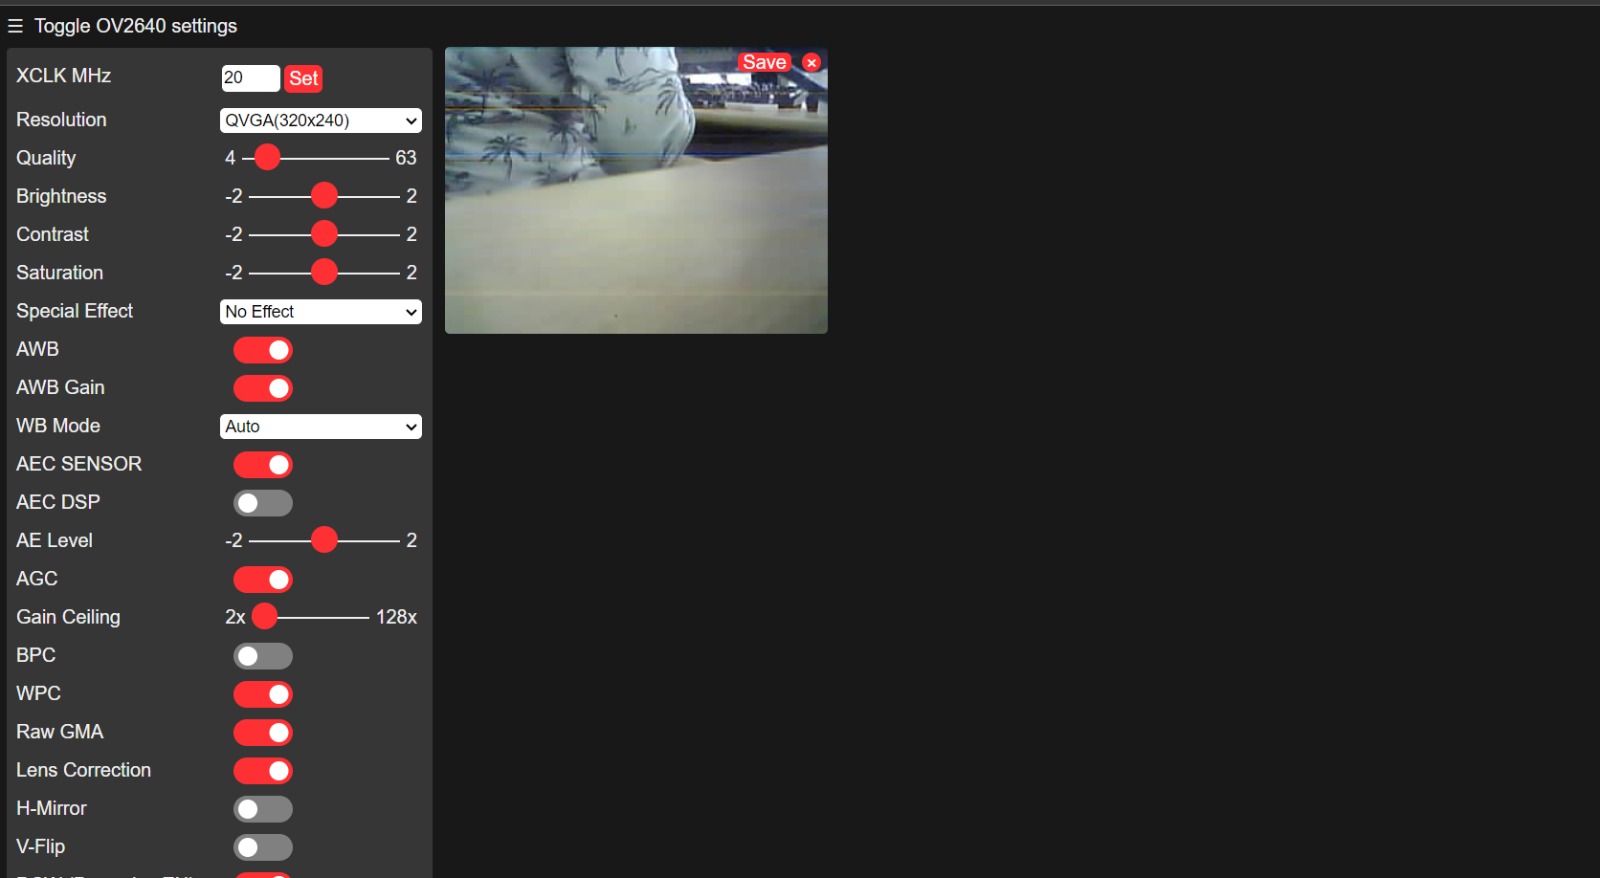 ☰ Toggle OV2640 settings
XCLK MHz 20 Set
Resolution QVGA(320x240)
Quality 4 63
Brightness -2 2
Contrast -2 2
Saturation -2 2
Special Effect No Effect
AWB
AWB Gain
WB Mode Auto
AEC SENSOR
AEC DSP
AE Level -2 2
AGC
Gain Ceiling 2x 128x
BPC
WPC
Raw GMA
Lens Correction
H-Mirror
V-Flip
Save ×